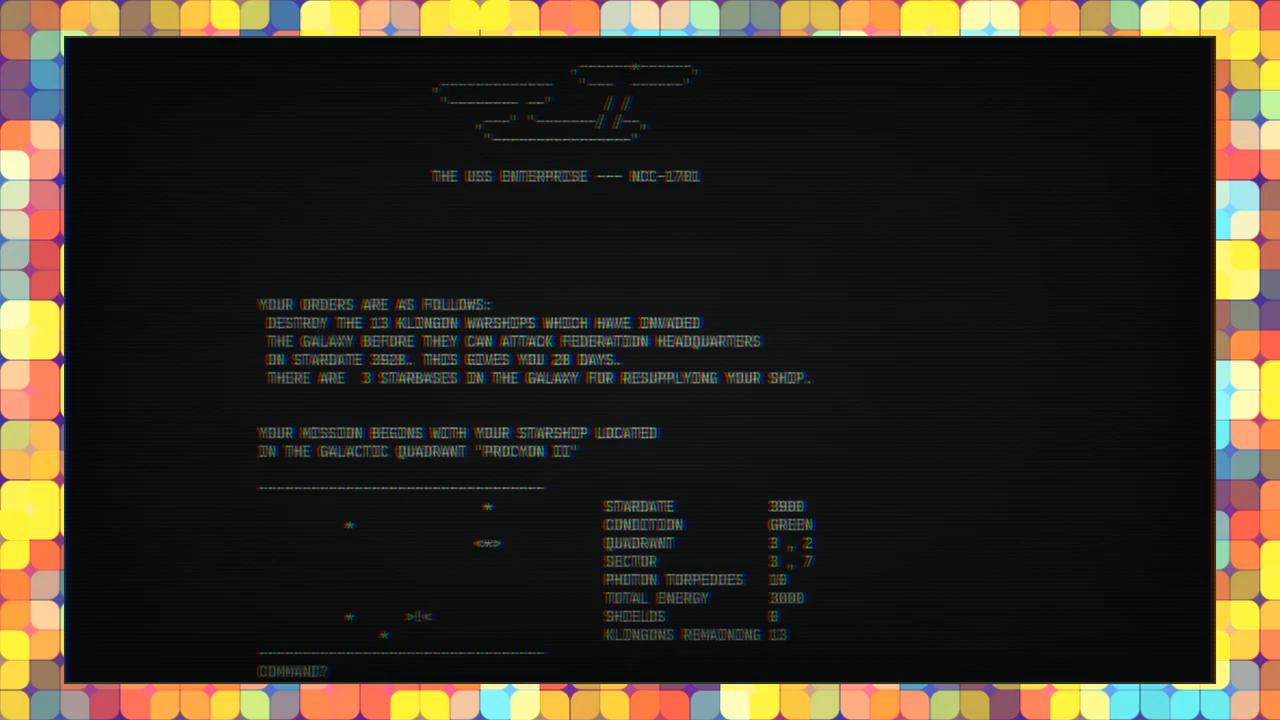 THE USS ENTERPRISE --- NCC-1701
YOUR ORDERS ARE AS FOLLOWS:
DESTROY THE 13 KLINGON WARSHIPS WHICH HAVE INVADED
THE GALAXY BEFORE THEY CAN ATTACK FEDERATION HEADQUARTERS
ON STARDATE 3928. THIS GIVES YOU 28 DAYS.
THERE ARE 3 STARBASES IN THE GALAXY FOR RESUPPLYING YOUR SHIP.
YOUR MISSION BEGINS WITH YOUR STARSHIP LOCATED
IN THE GALACTIC QUADRANT "PROCYON II"
* STARDATE 3900
* CONDITION GREEN
<*> QUADRANT 3 , 2
SECTOR 3 , 7
PHOTON TORPEDOES 10
TOTAL ENERGY 3000
* >!< SHIELDS 0
* KLINGONS REMAINING 13
COMMAND?